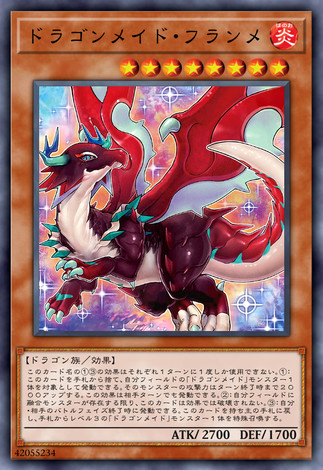 ドラゴンメイド・フランメ
炎
【ドラゴン族/効果】
このカード名の①③の効果はそれぞれ1ターンに1度しか使用できない。①:
このカードを手札から捨て、自分フィールドの「ドラゴンメイド」モンスター1
体を対象として発動できる。そのモンスターの攻撃力はターン終了時まで2０
００アップする。この効果は相手ターンでも発動できる。②:自分フィールド
に融合モンスターが存在する限り、このカードは効果では破壊されない。③:自分
・相手のバトルフェイズ終了時に発動できる。このカードを持ち主の手札に戻
し、手札からレベル3の「ドラゴンメイド」モンスター1体を特殊召喚する。
ATK/2700 DEF/1700
42055234